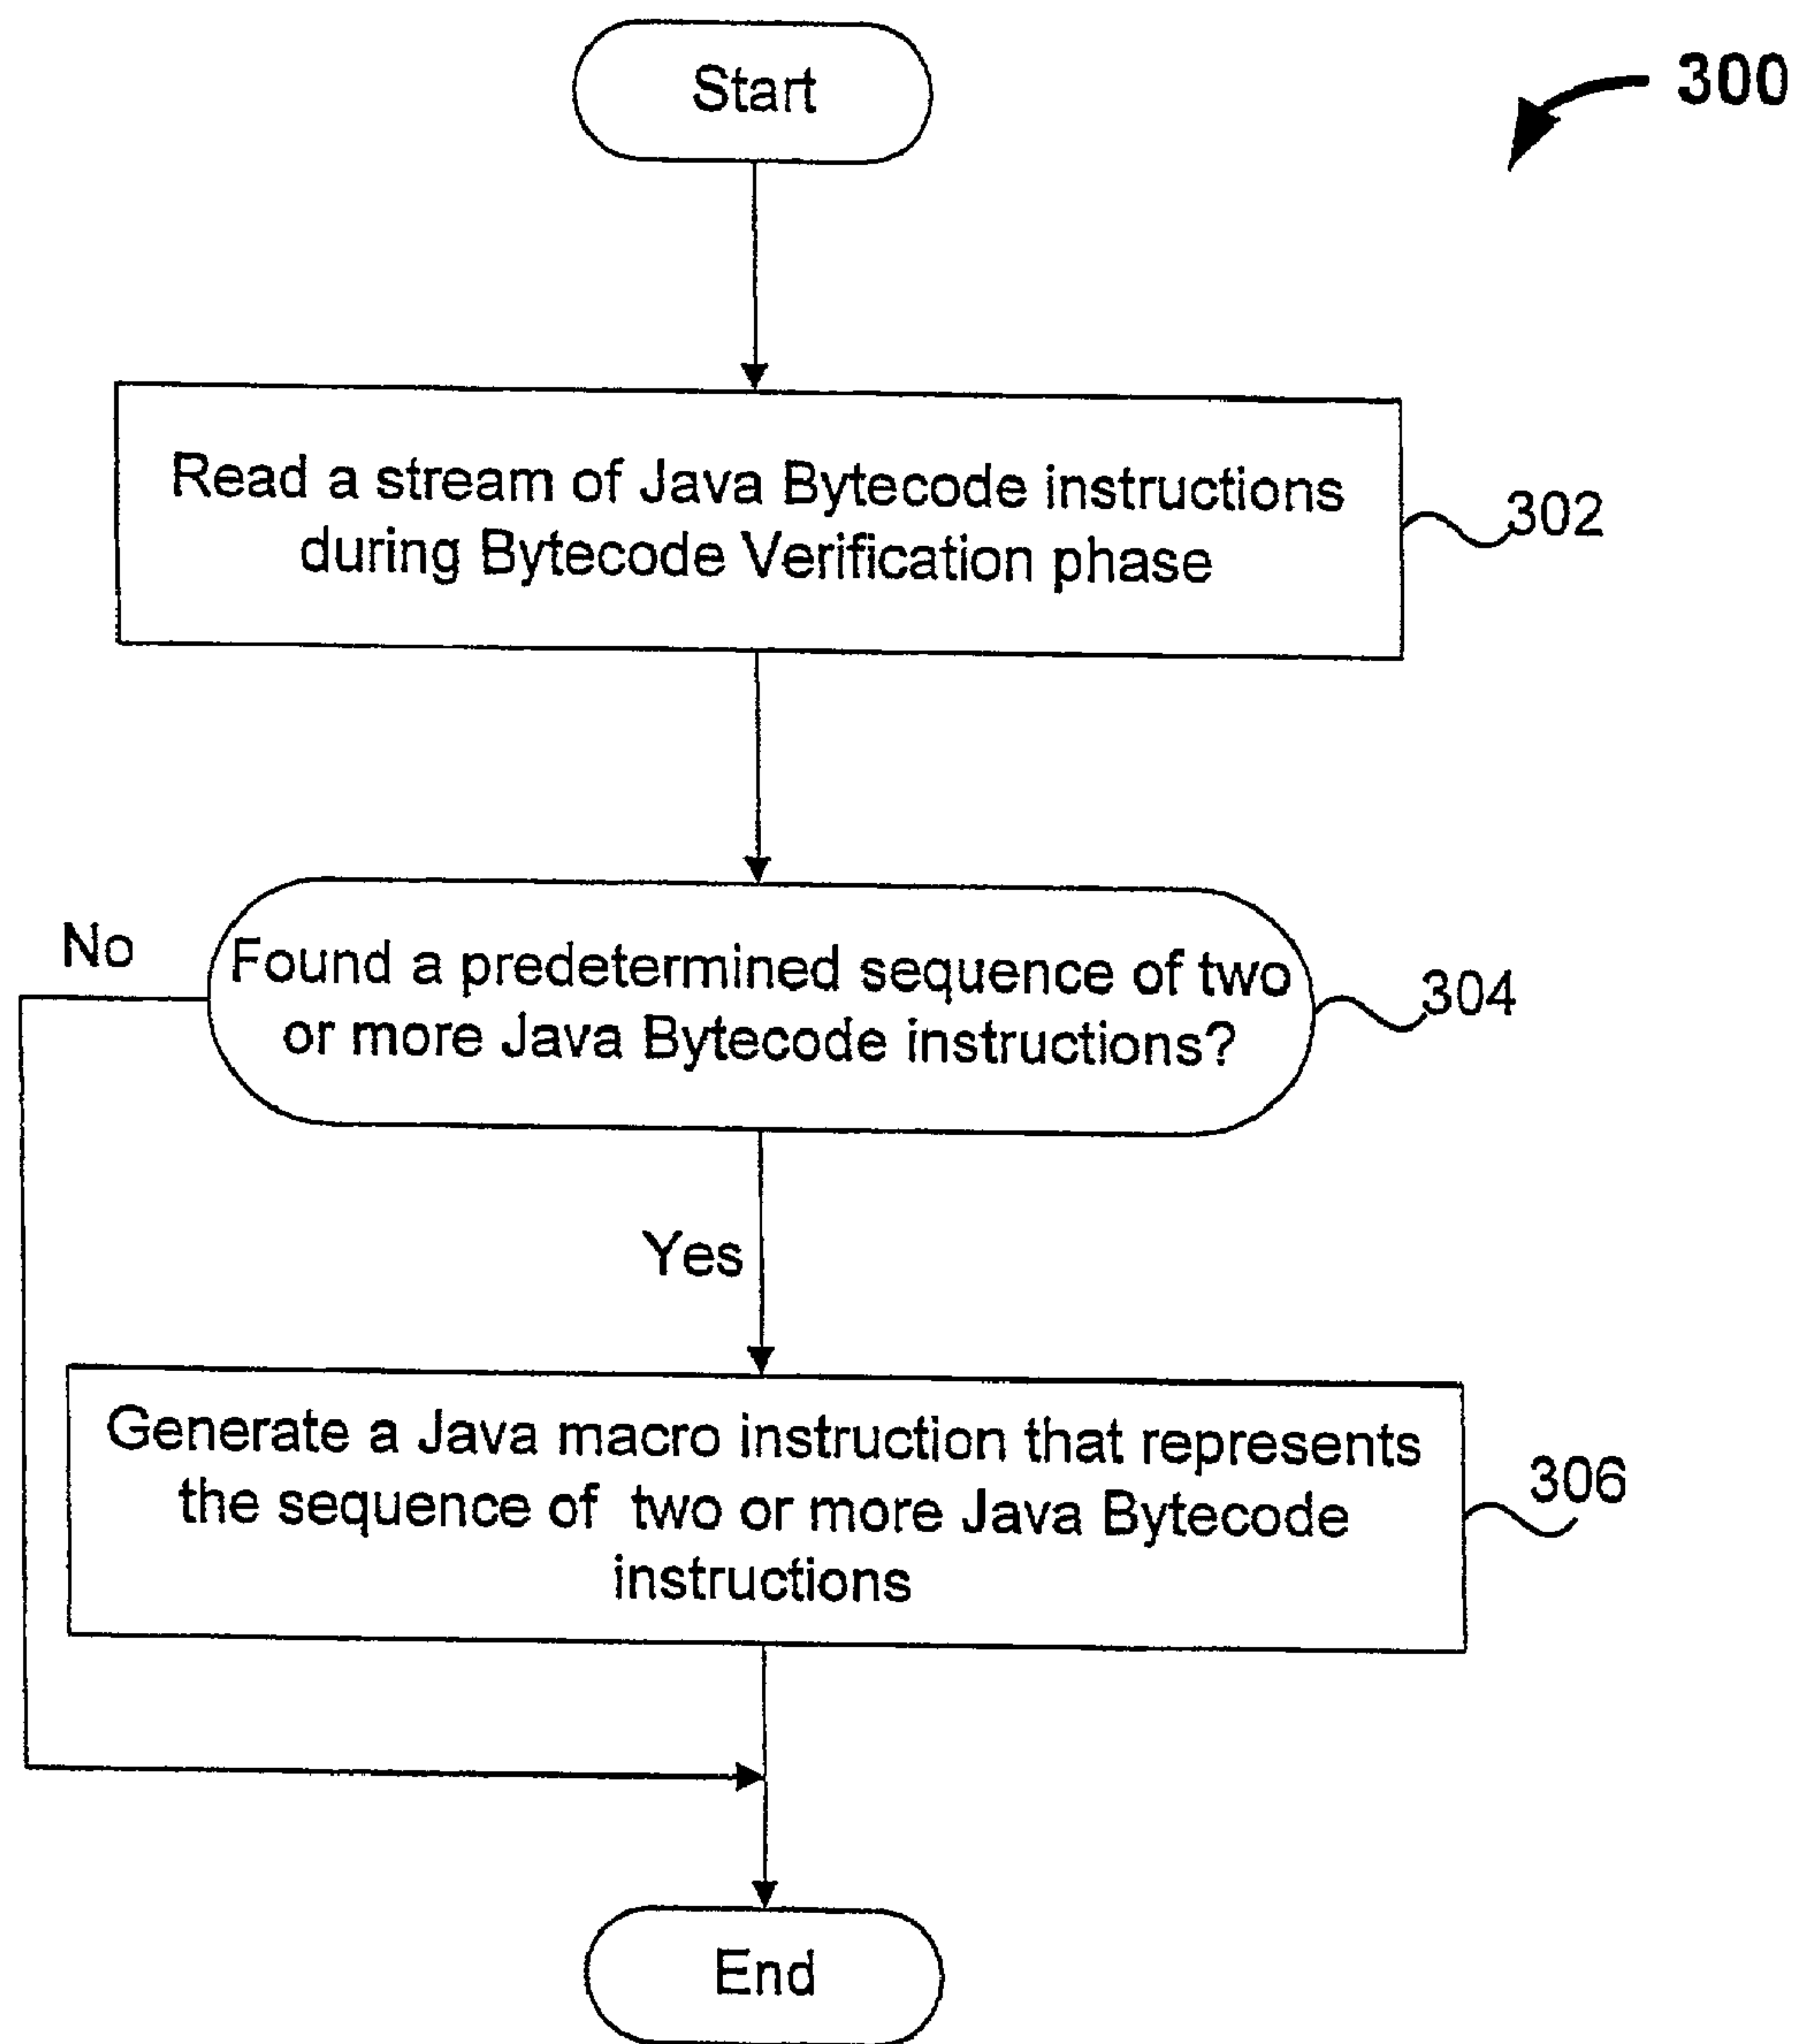 Start
300
Read a stream of Java Bytecode instructions
during Bytecode Verification phase
302
No
Found a predetermined sequence of two
or more Java Bytecode instructions?
304
Yes
Generate a Java macro instruction that represents
the sequence of two or more Java Bytecode
instructions
306
End